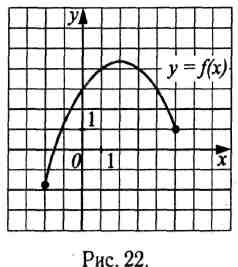 y
y = f(x)
1
0 1 x
Рис. 22.